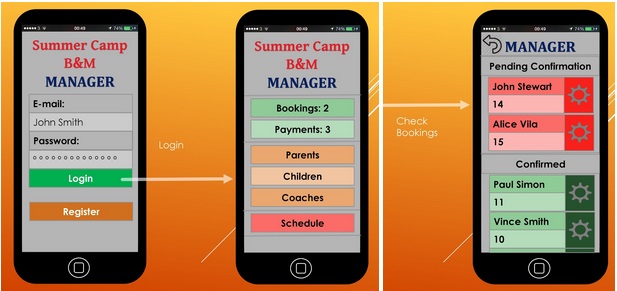 00:49
74%
Summer Camp
B&M
MANAGER
E-mail:
John Smith
Password:
Login
Register
Login
00:49
74%
Summer Camp
B&M
MANAGER
Bookings: 2
Payments: 3
Parents
Children
Coaches
Schedule
Check
Bookings
00:49
74%
MANAGER
Pending Confirmation
John Stewart
14
Alice Vila
15
Confirmed
Paul Simon
11
Vince Smith
10